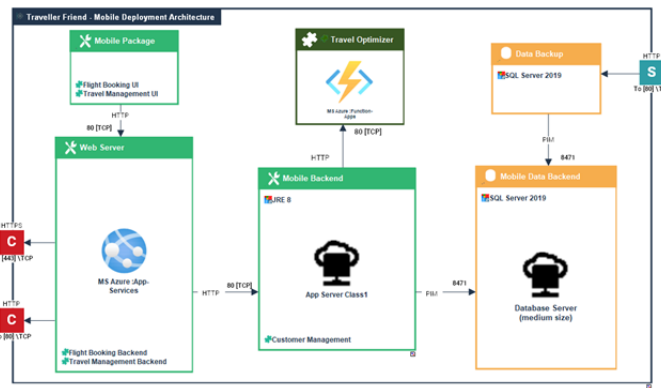 Traveller Friend - Mobile Deployment Architecture
Mobile Package
Flight Booking UI
Travel Management UI
HTTP
80 [TCP]
Web Server
MS Azure :App-
Services
Flight Booking Backend
Travel Management Backend
HTTPS
C
[443] \TCP
HTTP
C
[80] \TCP
HTTP
80 [TCP]
Travel Optimizer
MS Azure :Function-
Apps
80 [TCP]
HTTP
Mobile Backend
JRE 8
App Server Class1
Customer Management
PIM
8471
Data Backup
SQL Server 2019
HTTP
S
To [80] \T
PIM
8471
Mobile Data Backend
SQL Server 2019
Database Server
(medium size)